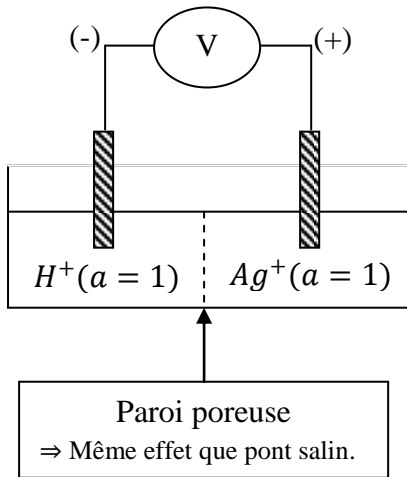 (-) V (+)
H⁺(a = 1) Ag⁺(a = 1)
Paroi poreuse
⇒ Même effet que pont salin.